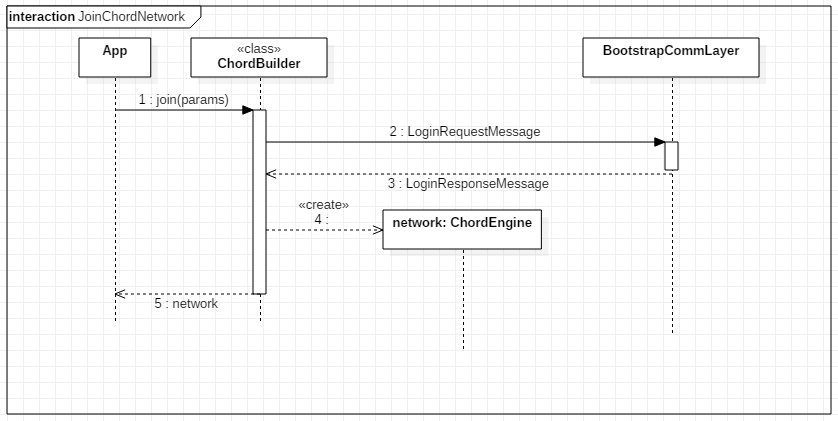 interaction JoinChordNetwork
App
«class»
ChordBuilder
BootstrapCommLayer
1 : join(params)
2 : LoginRequestMessage
3 : LoginResponseMessage
«create»
4 :
network: ChordEngine
5 : network